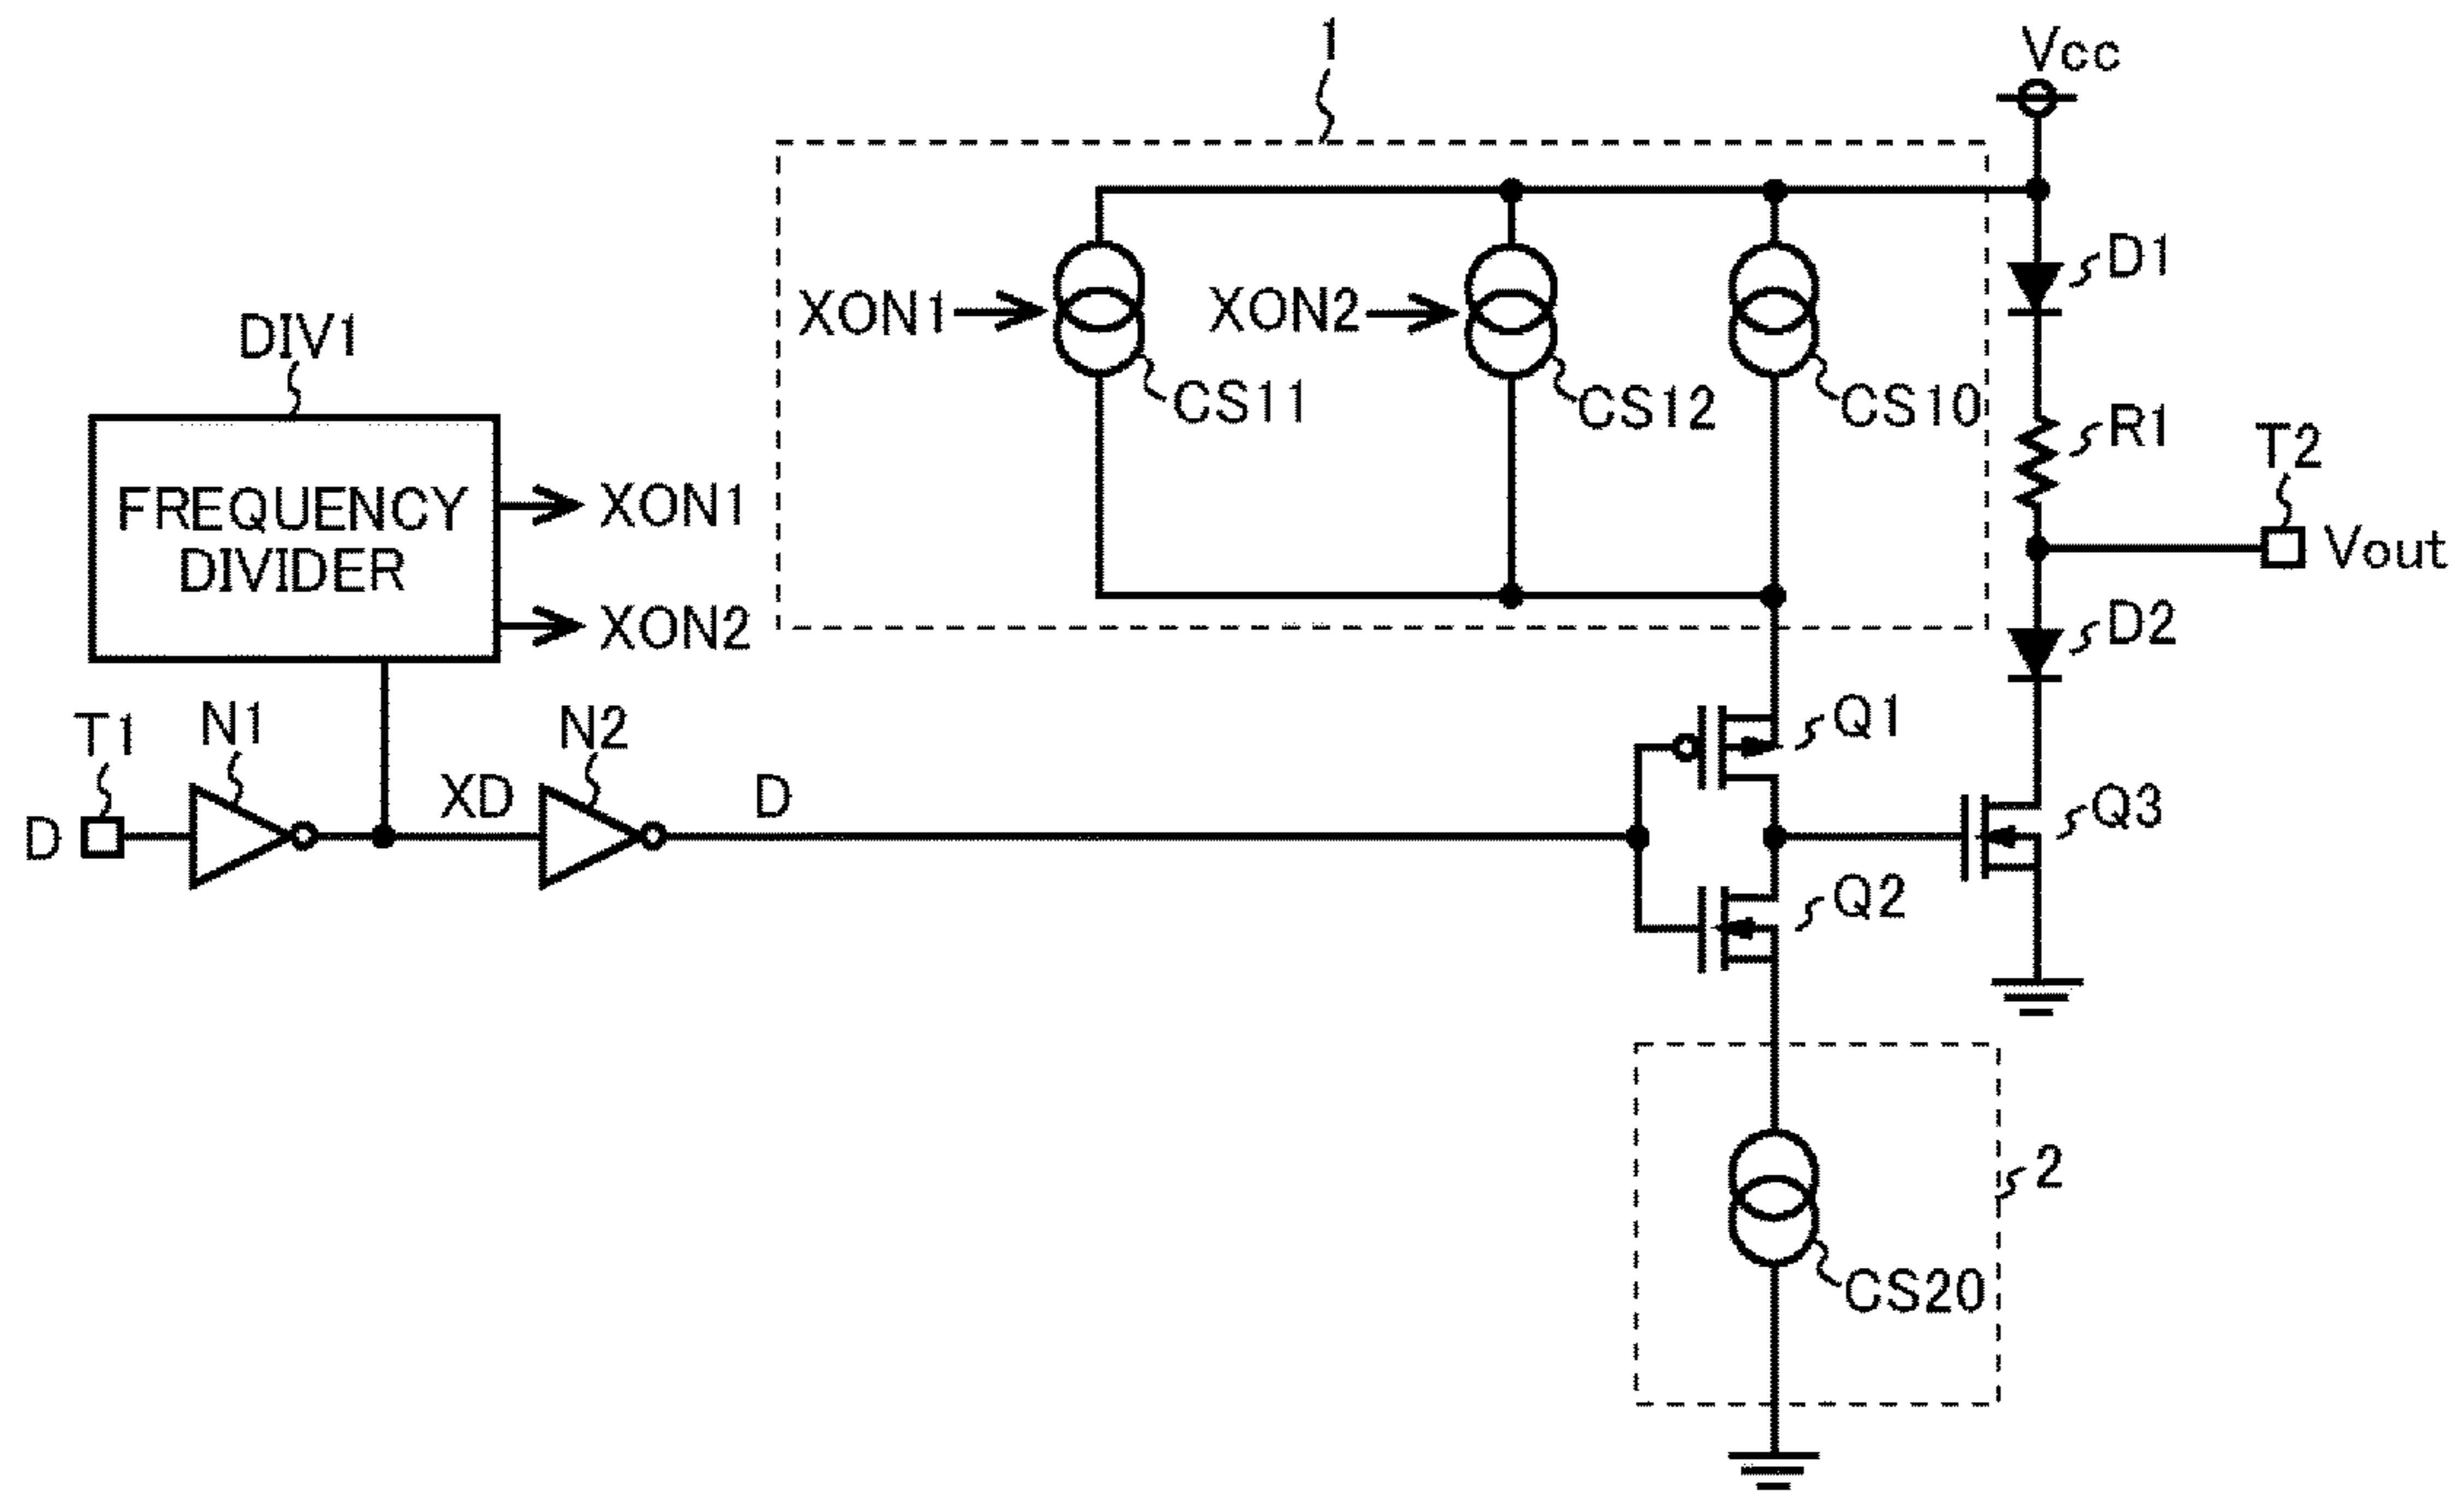 1
Vcc
D1
XON1
XON2
DIV1
CS11
CS12
CS10
R1
T2
FREQUENCY
DIVIDER
XON1
Vout
XON2
D2
T1
N1
N2
Q1
XD
D
Q3
D
Q2
2
CS20